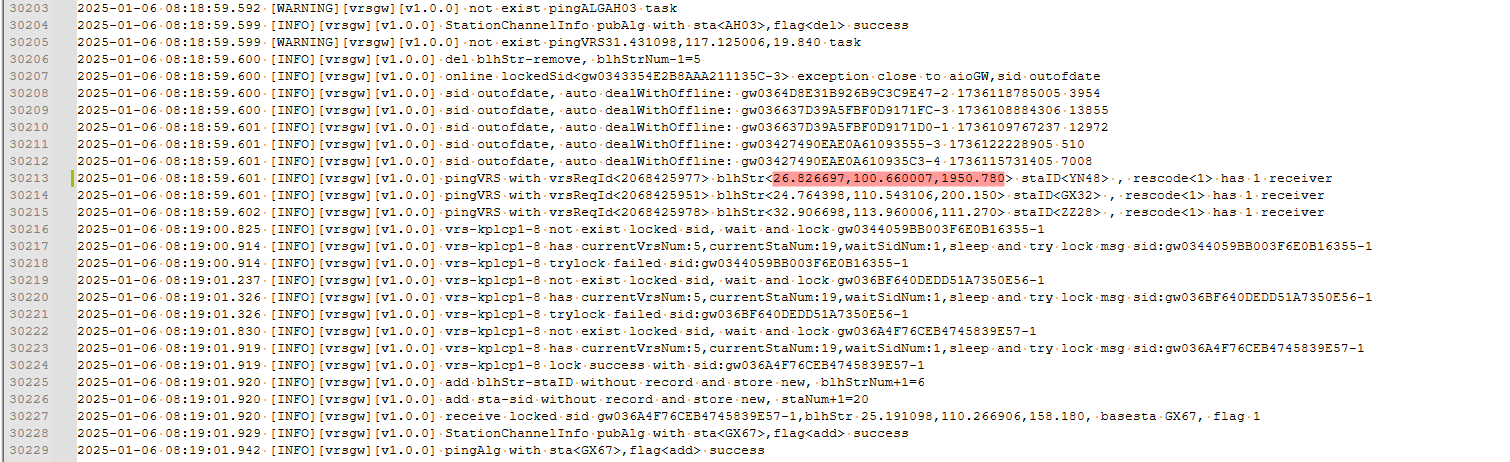 30203 2025-01-06 08:18:59.592 [WARNING][vrsgw][v1.0.0] not exist pingALGAH03 task
30204 2025-01-06 08:18:59.599 [INFO][vrsgw][v1.0.0] StationChannelInfo pubAlg with sta<AH03>,flag<del> success
30205 2025-01-06 08:18:59.599 [WARNING][vrsgw][v1.0.0] not exist pingVRS31.431098,117.125006,19.840 task
30206 2025-01-06 08:18:59.600 [INFO][vrsgw][v1.0.0] del blhStr-remove, blhStrNum-1=5
30207 2025-01-06 08:18:59.600 [INFO][vrsgw][v1.0.0] online lockedSid<gw0343354E2B8AAA211135C-3> exception close to aioGW,sid outofdate
30208 2025-01-06 08:18:59.600 [INFO][vrsgw][v1.0.0] sid outofdate, auto dealWithOffline: gw0364D8E31B926B9C3C9E47-2 1736118785005 3954
30209 2025-01-06 08:18:59.600 [INFO][vrsgw][v1.0.0] sid outofdate, auto dealWithOffline: gw036637D39A5FBF0D9171FC-3 1736108884306 13855
30210 2025-01-06 08:18:59.601 [INFO][vrsgw][v1.0.0] sid outofdate, auto dealWithOffline: gw036637D39A5FBF0D9171D0-1 1736109767237 12972
30211 2025-01-06 08:18:59.601 [INFO][vrsgw][v1.0.0] sid outofdate, auto dealWithOffline: gw03427490EAE0A61093555-3 1736122228905 510
30212 2025-01-06 08:18:59.601 [INFO][vrsgw][v1.0.0] sid outofdate, auto dealWithOffline: gw03427490EAE0A610935C3-4 1736115731405 7008
30213 2025-01-06 08:18:59.601 [INFO][vrsgw][v1.0.0] pingVRS with vrsReqId<2068425977> blhStr<26.826697,100.660007,1950.780> staID<YN48> , rescode<1> has 1 receiver
30214 2025-01-06 08:18:59.601 [INFO][vrsgw][v1.0.0] pingVRS with vrsReqId<2068425951> blhStr<24.764398,110.543106,200.150> staID<GX32> , rescode<1> has 1 receiver
30215 2025-01-06 08:18:59.602 [INFO][vrsgw][v1.0.0] pingVRS with vrsReqId<2068425978> blhStr<32.906698,113.960006,111.270> staID<ZZ28> , rescode<1> has 1 receiver
30216 2025-01-06 08:19:00.825 [INFO][vrsgw][v1.0.0] vrs-kplcp1-8 not exist locked sid, wait and lock gw0344059BB003F6E0B16355-1
30217 2025-01-06 08:19:00.914 [INFO][vrsgw][v1.0.0] vrs-kplcp1-8 has currentVrsNum:5,currentStaNum:19,waitSidNum:1,sleep and try lock msg sid:gw0344059BB003F6E0B16355-1
30218 2025-01-06 08:19:00.914 [INFO][vrsgw][v1.0.0] vrs-kplcp1-8 trylock failed sid:gw0344059BB003F6E0B16355-1
30219 2025-01-06 08:19:01.237 [INFO][vrsgw][v1.0.0] vrs-kplcp1-8 not exist locked sid, wait and lock gw036BF640DEDD51A7350E56-1
30220 2025-01-06 08:19:01.326 [INFO][vrsgw][v1.0.0] vrs-kplcp1-8 has currentVrsNum:5,currentStaNum:19,waitSidNum:1,sleep and try lock msg sid:gw036BF640DEDD51A7350E56-1
30221 2025-01-06 08:19:01.326 [INFO][vrsgw][v1.0.0] vrs-kplcp1-8 trylock failed sid:gw036BF640DEDD51A7350E56-1
30222 2025-01-06 08:19:01.830 [INFO][vrsgw][v1.0.0] vrs-kplcp1-8 not exist locked sid, wait and lock gw036A4F76CEB4745839E57-1
30223 2025-01-06 08:19:01.919 [INFO][vrsgw][v1.0.0] vrs-kplcp1-8 has currentVrsNum:5,currentStaNum:19,waitSidNum:1,sleep and try lock msg sid:gw036A4F76CEB4745839E57-1
30224 2025-01-06 08:19:01.919 [INFO][vrsgw][v1.0.0] vrs-kplcp1-8 lock success with sid:gw036A4F76CEB4745839E57-1
30225 2025-01-06 08:19:01.920 [INFO][vrsgw][v1.0.0] add blhStr-staID without record and store new, blhStrNum+1=6
30226 2025-01-06 08:19:01.920 [INFO][vrsgw][v1.0.0] add sta-sid without record and store new, staNum+1=20
30227 2025-01-06 08:19:01.920 [INFO][vrsgw][v1.0.0] receive locked sid gw036A4F76CEB4745839E57-1,blhStr 25.191098,110.266906,158.180, basesta GX67, flag 1
30228 2025-01-06 08:19:01.929 [INFO][vrsgw][v1.0.0] StationChannelInfo pubAlg with sta<GX67>,flag<add> success
30229 2025-01-06 08:19:01.942 [INFO][vrsgw][v1.0.0] pingAlg with sta<GX67>,flag<add> success